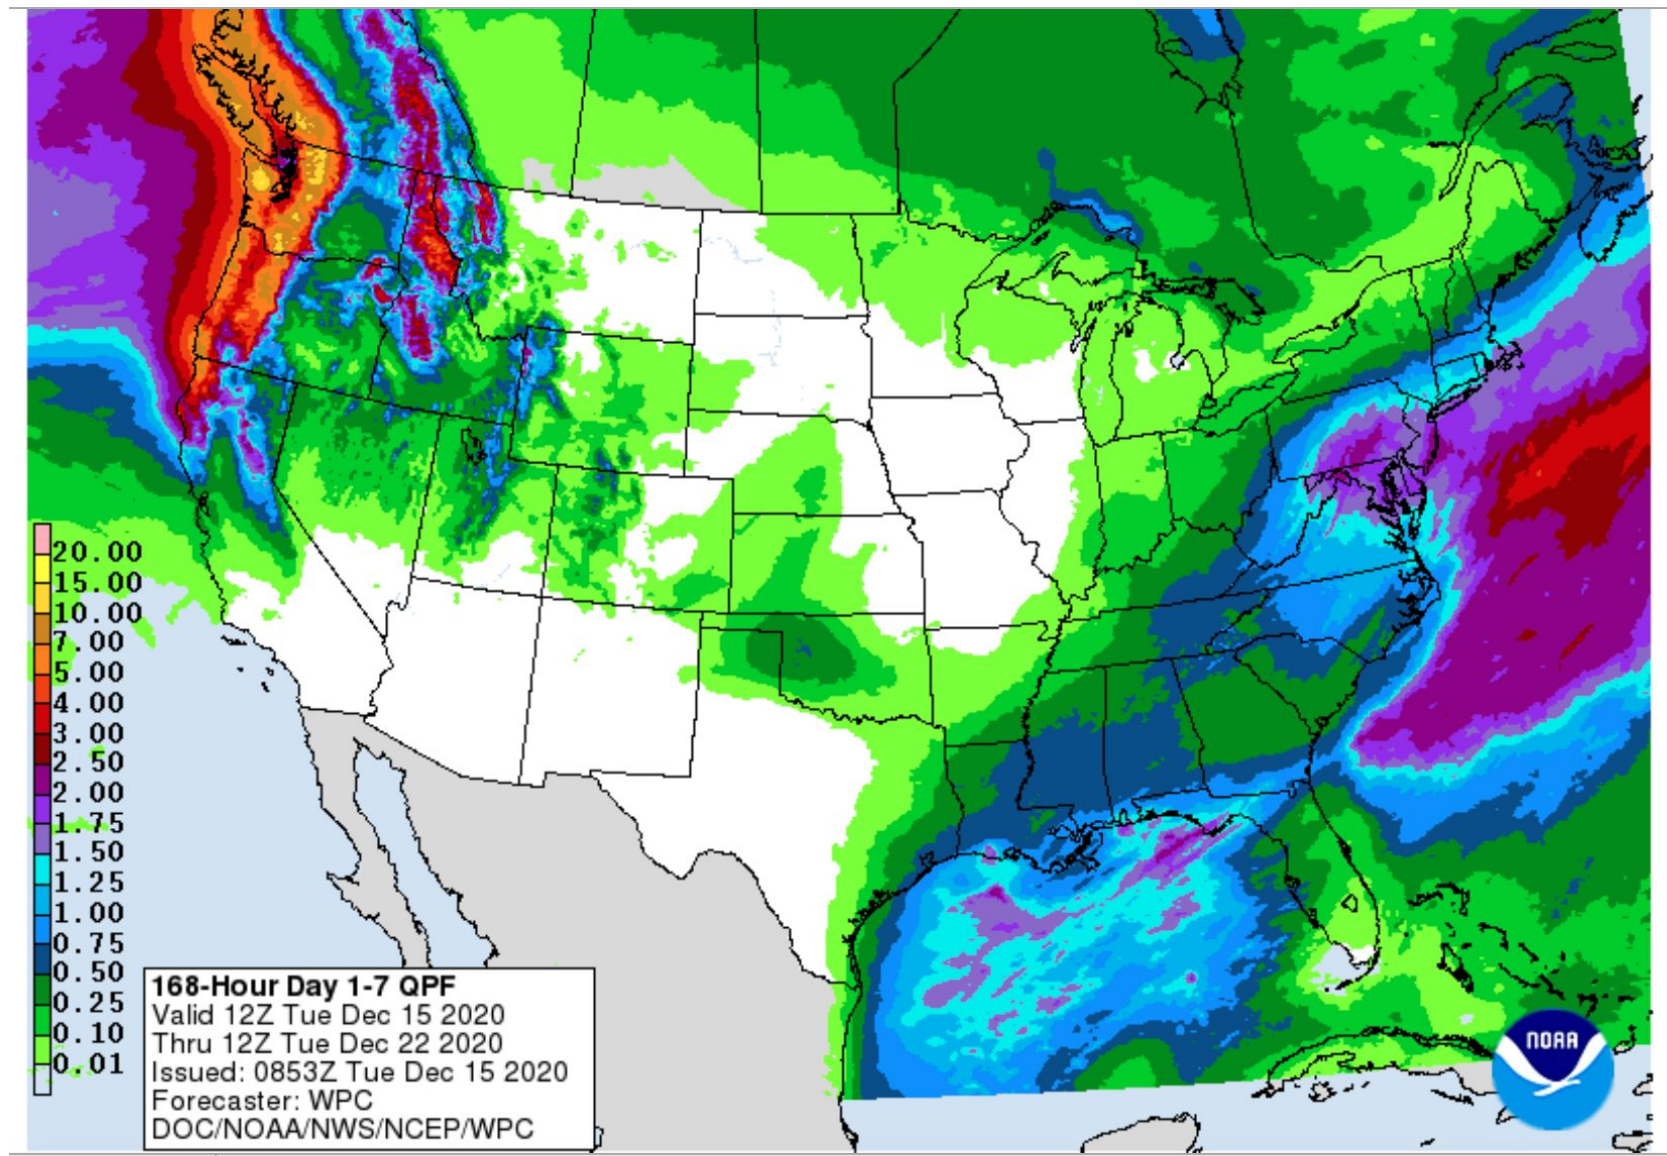 20.00
15.00
10.00
7.00
5.00
4.00
3.00
2.50
2.00
1.75
1.50
1.25
1.00
0.75
0.50
0.25
0.10
0.01
168-Hour Day 1-7 QPF
Valid 12Z Tue Dec 15 2020
Thru 12Z Tue Dec 22 2020
Issued: 0853Z Tue Dec 15 2020
Forecaster: WPC
DOC/NOAA/NWS/NCEP/WPC
NOAA